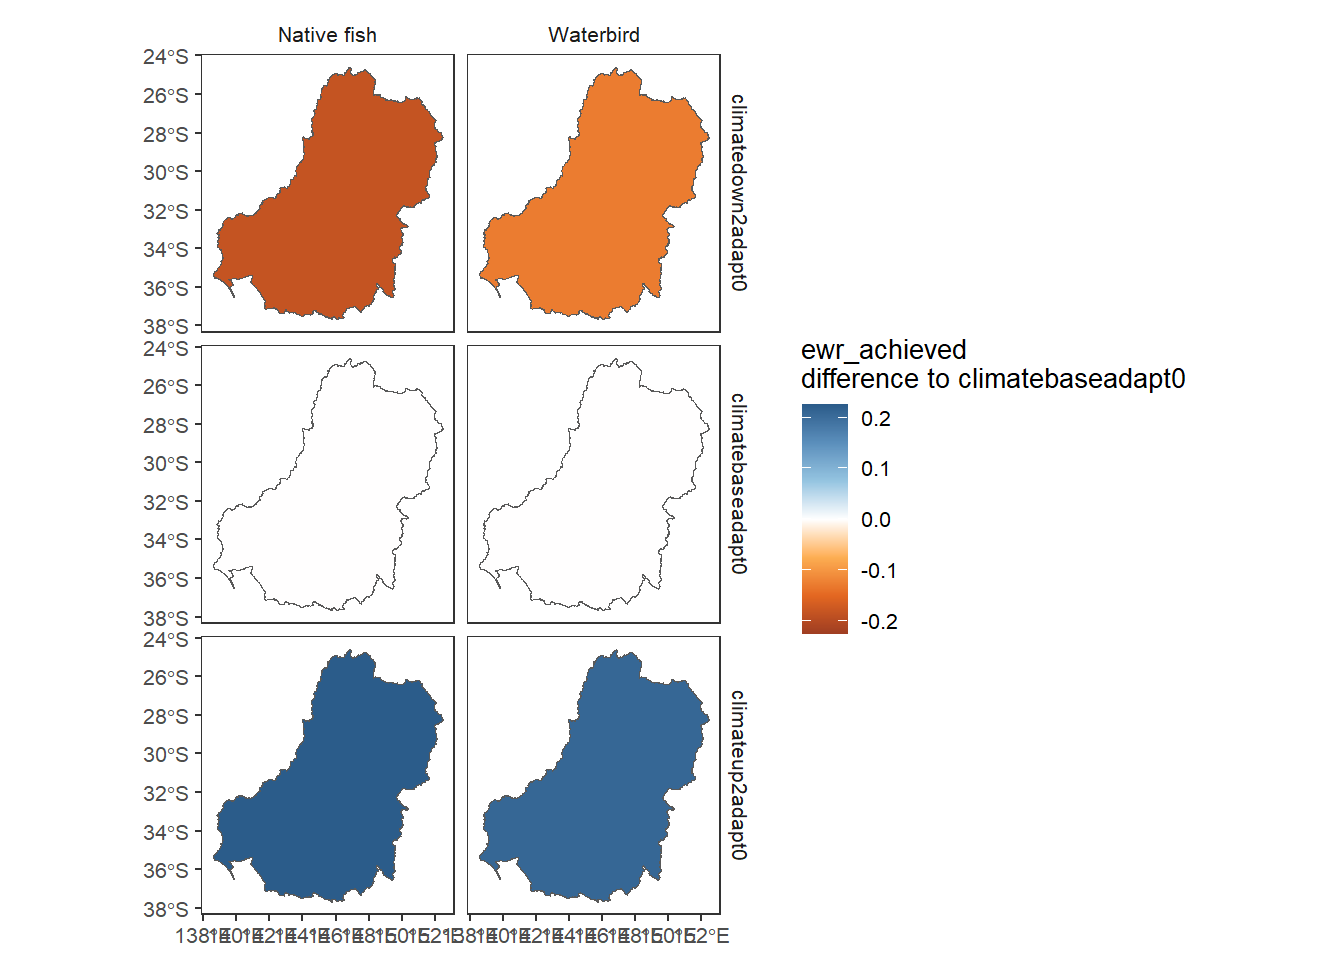 Native fish
Waterbird
24°S
26°S
28°S
30°S
32°S
34°S
36°S
38°S
climatedown2adapt0
24°S
26°S
28°S
30°S
32°S
34°S
36°S
38°S
climatebaseadapt0
24°S
26°S
28°S
30°S
32°S
34°S
36°S
38°S
climateup2adapt0
ewr_achieved
difference to climatebaseadapt0
0.2
0.1
0.0
-0.1
-0.2